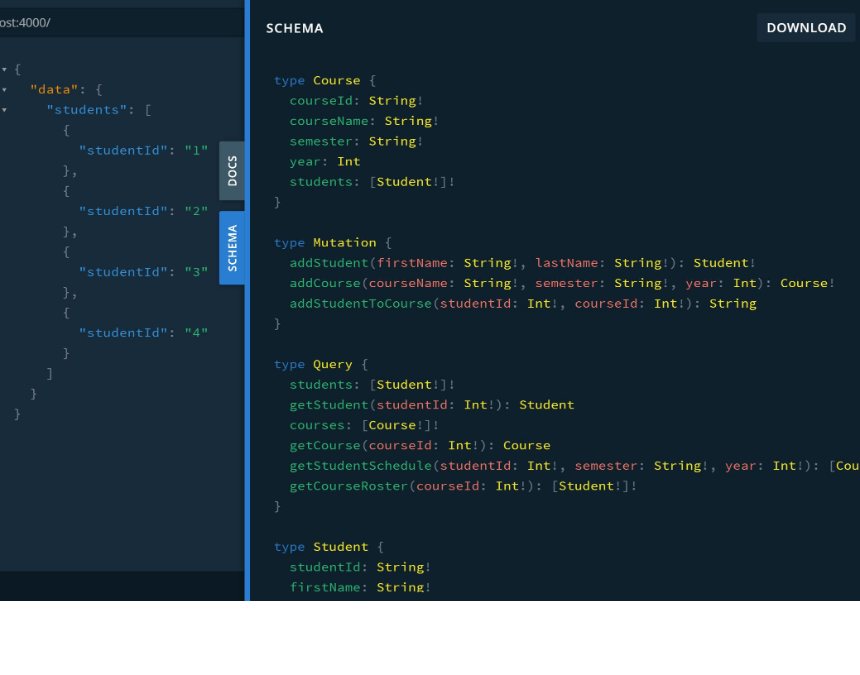 ost:4000/
{
"data": {
"students": [
{
"studentId": "1"
},
{
"studentId": "2"
},
{
"studentId": "3"
},
{
"studentId": "4"
}
]
}
}
DOCS
SCHEMA
SCHEMA
DOWNLOAD
type Course {
courseId: String!
courseName: String!
semester: String!
year: Int
students: [Student!]!
}
type Mutation {
addStudent(firstName: String!, lastName: String!): Student!
addCourse(courseName: String!, semester: String!, year: Int): Course!
addStudentToCourse(studentId: Int!, courseId: Int!): String
}
type Query {
students: [Student!]!
getStudent(studentId: Int!): Student
courses: [Course!]!
getCourse(courseId: Int!): Course
getStudentSchedule(studentId: Int!, semester: String!, year: Int!): [Cou
getCourseRoster(courseId: Int!): [Student!]!
}
type Student {
studentId: String!
firstName: String!